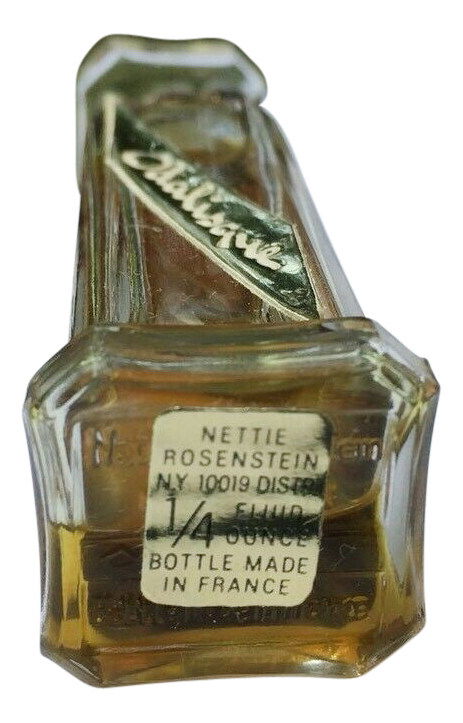 Odalisque
NETTIE
ROSENSTEIN
N.Y. 10019 DISTR
1/4 FLUID
OUNCE
BOTTLE MADE
IN FRANCE